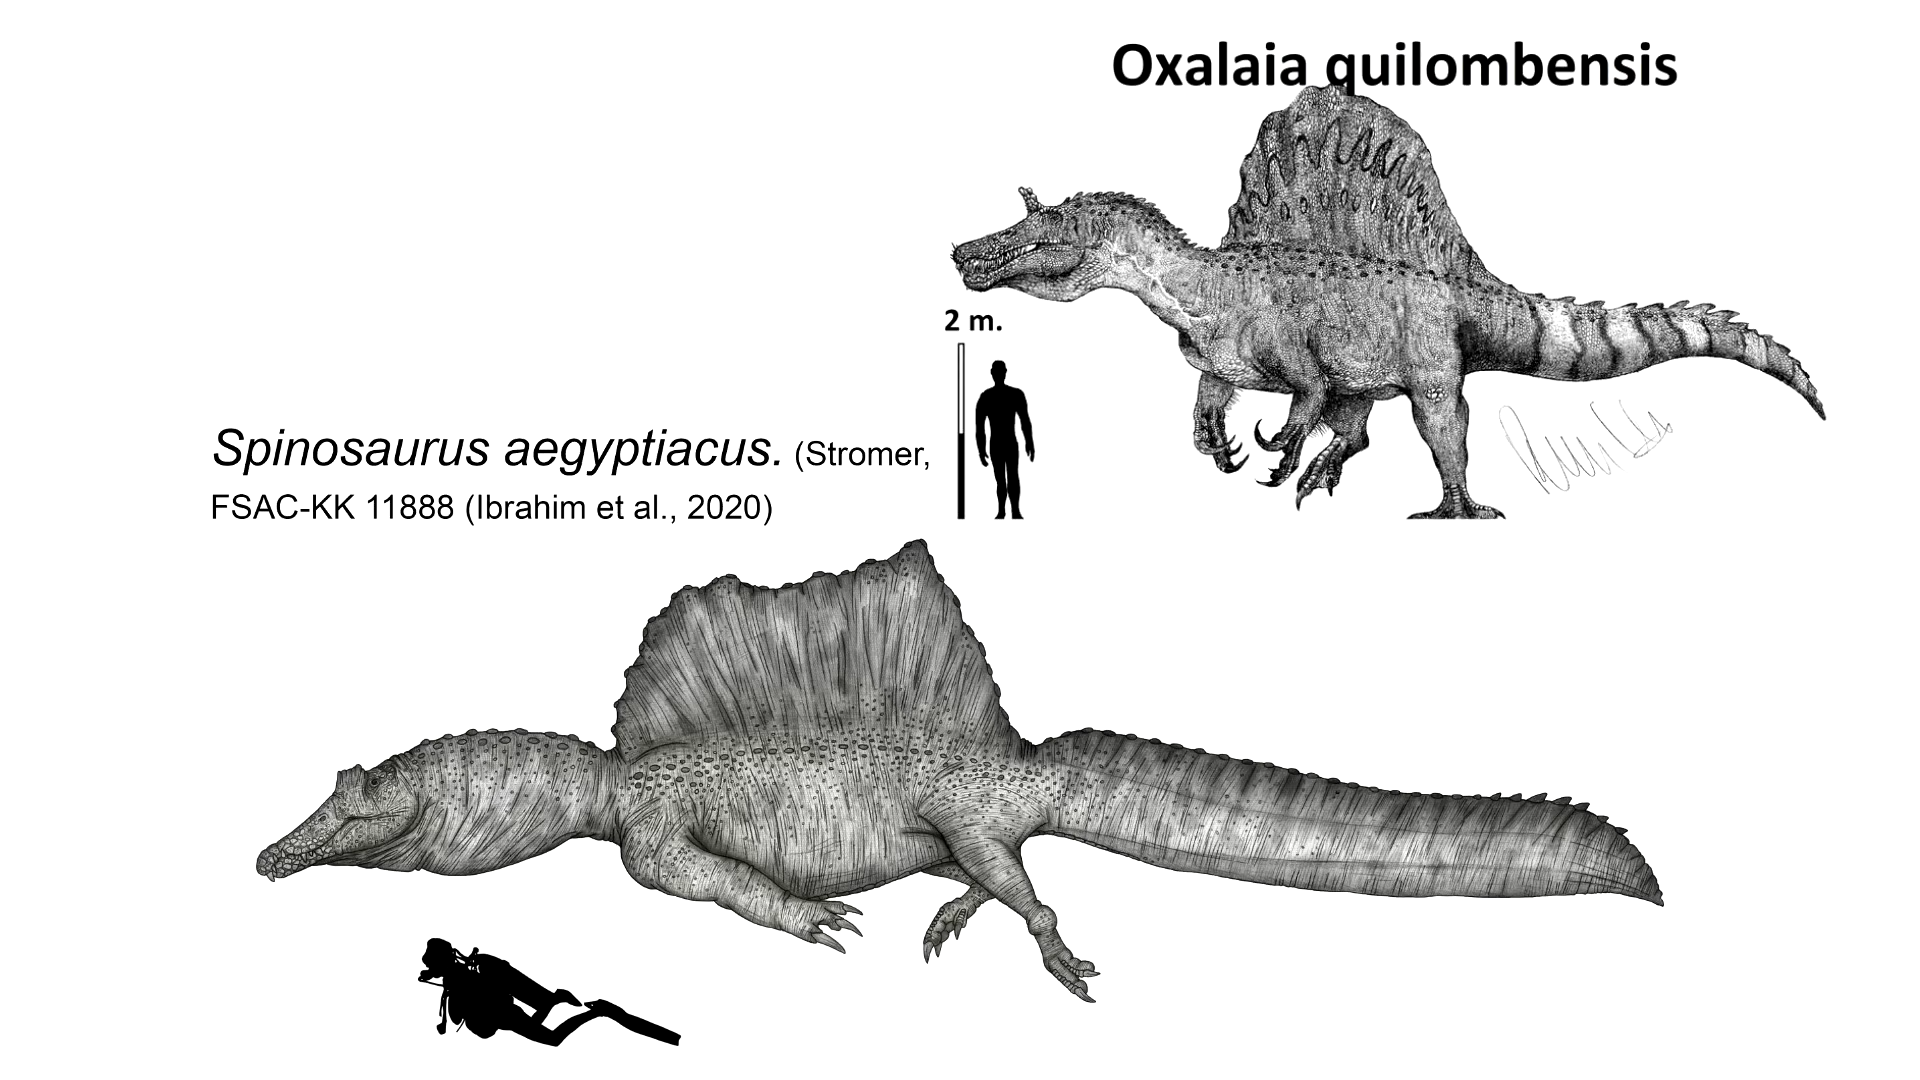 Oxalaia quilombensis
2 m.
Spinosaurus aegyptiacus. (Stromer,
FSAC-KK 11888 (Ibrahim et al., 2020)